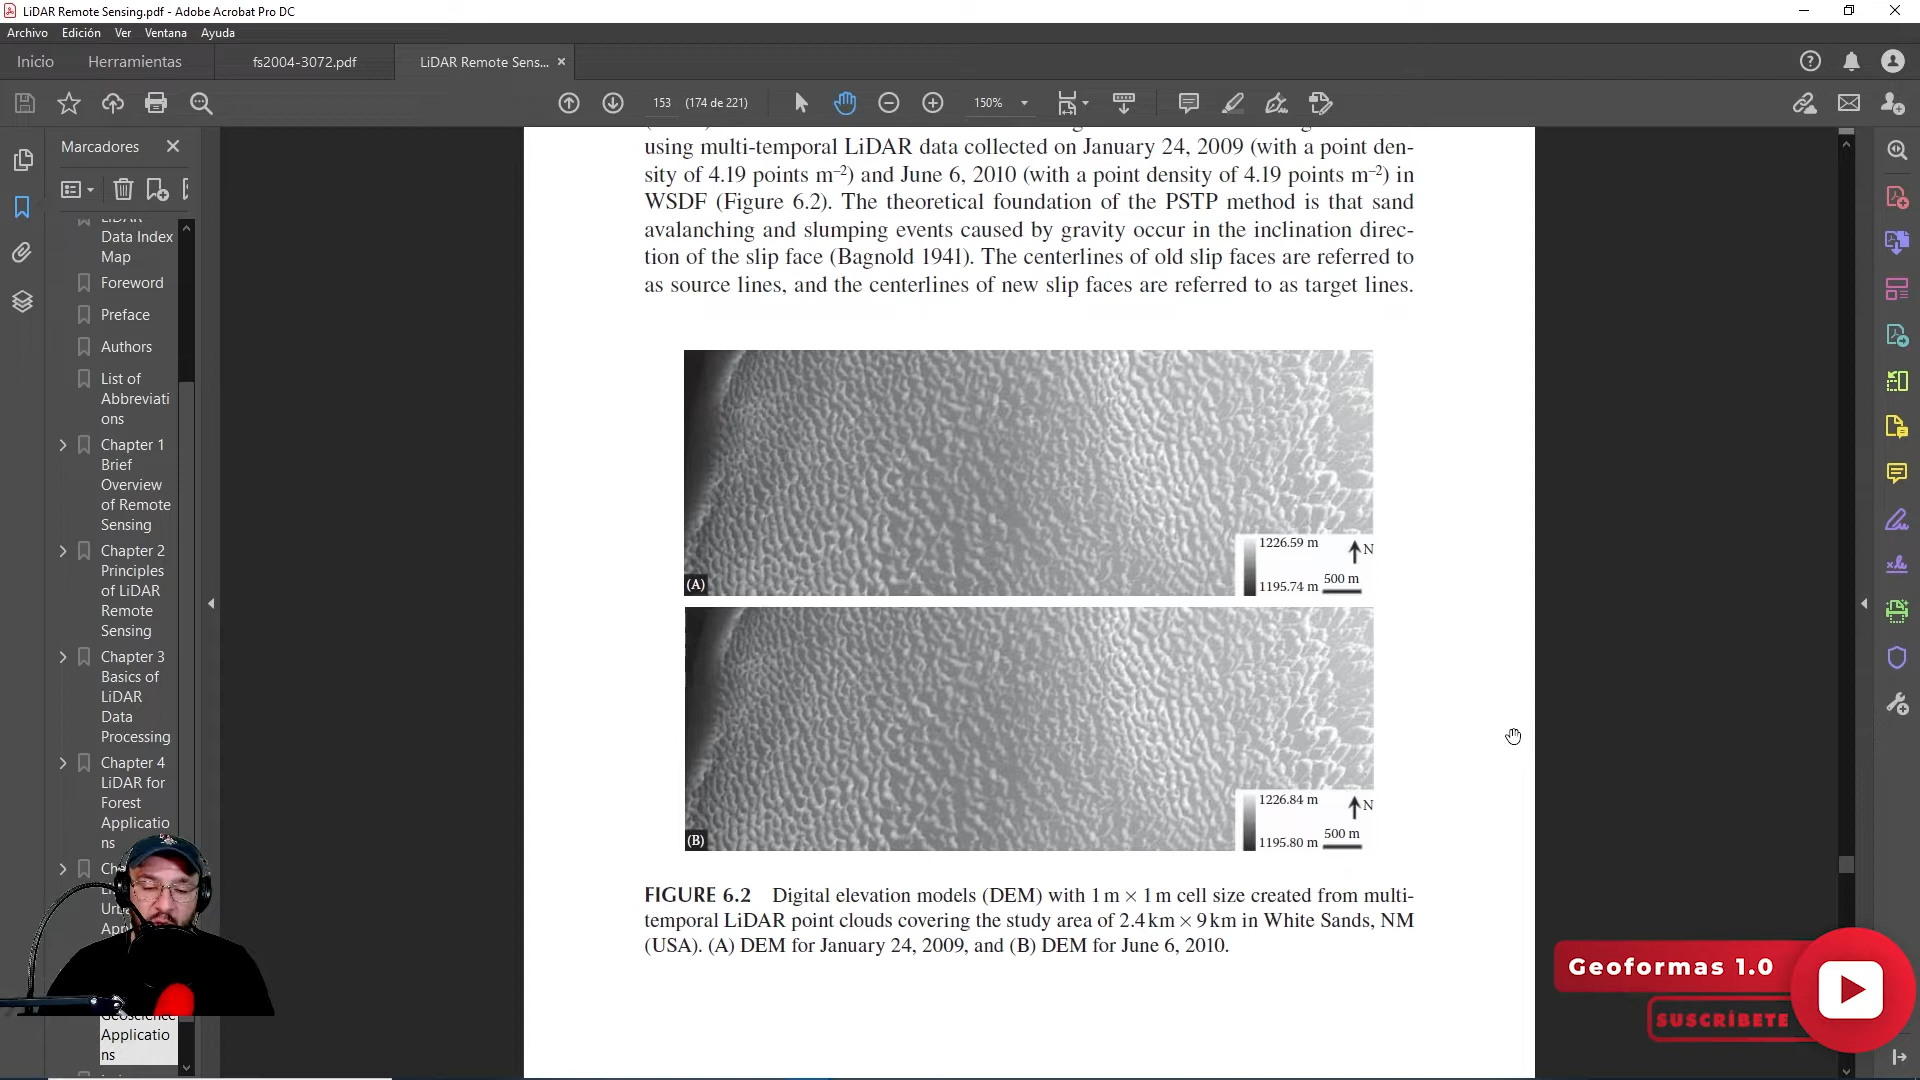 LiDAR Remote Sensing.pdf - Adobe Acrobat Pro DC
Archivo Edición Ver Ventana Ayuda
Inicio Herramientas fs2004-3072.pdf LiDAR Remote Sens... ×
153 (174 de 221) 150%
Marcadores
LiDAR
Data Index
Map
Foreword
Preface
Authors
List of
Abbreviati
ons
Chapter 1
Brief
Overview
of Remote
Sensing
Chapter 2
Principles
of LiDAR
Remote
Sensing
Chapter 3
Basics of
LiDAR
Data
Processing
Chapter 4
LiDAR for
Forest
Applicatio
ns
Geoscience
Applicatio
ns
using multi-temporal LiDAR data collected on January 24, 2009 (with a point den-
sity of 4.19 points m⁻²) and June 6, 2010 (with a point density of 4.19 points m⁻²) in
WSDF (Figure 6.2). The theoretical foundation of the PSTP method is that sand
avalanching and slumping events caused by gravity occur in the inclination direc-
tion of the slip face (Bagnold 1941). The centerlines of old slip faces are referred to
as source lines, and the centerlines of new slip faces are referred to as target lines.
1226.59 m N
1195.74 m 500 m
(A)
1226.84 m N
1195.80 m 500 m
(B)
FIGURE 6.2 Digital elevation models (DEM) with 1 m × 1 m cell size created from multi-
temporal LiDAR point clouds covering the study area of 2.4 km × 9 km in White Sands, NM
(USA). (A) DEM for January 24, 2009, and (B) DEM for June 6, 2010.
Geoformas 1.0
SUSCRÍBETE